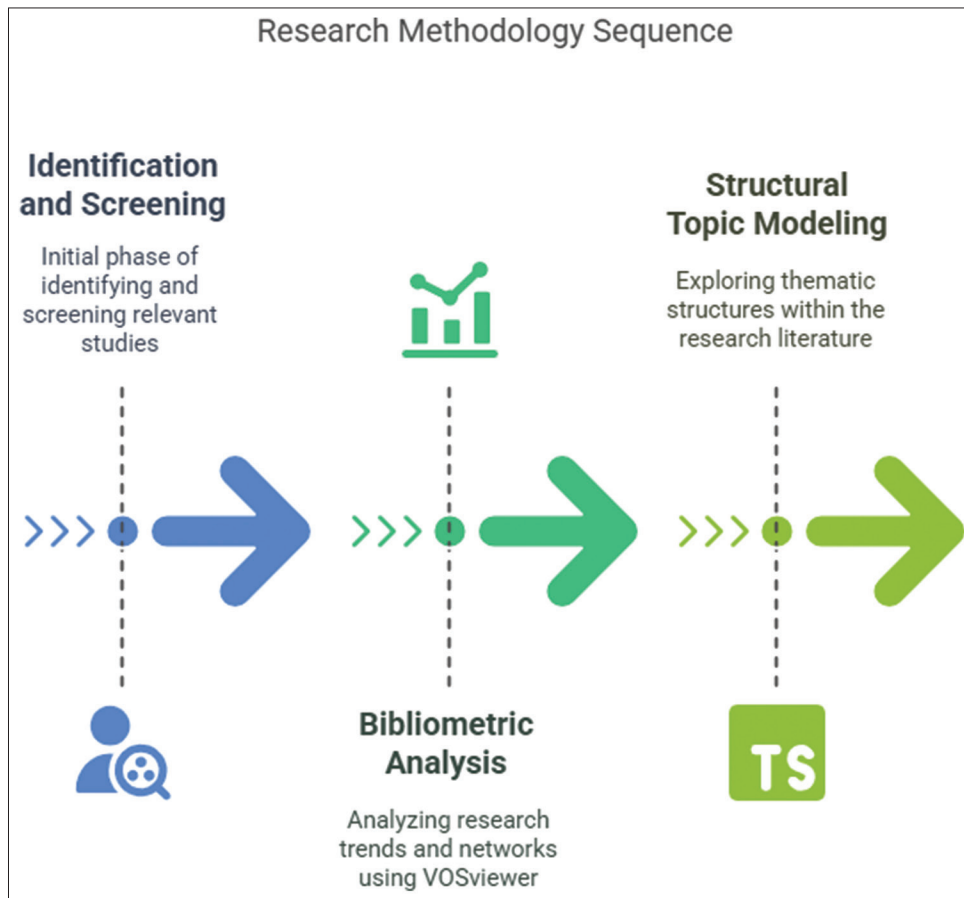 Research Methodology Sequence
Identification
and Screening
Initial phase of
identifying and
screening relevant
studies
Bibliometric
Analysis
Analyzing research
trends and networks
using VOSviewer
Structural
Topic Modeling
Exploring thematic
structures within the
research literature
TS